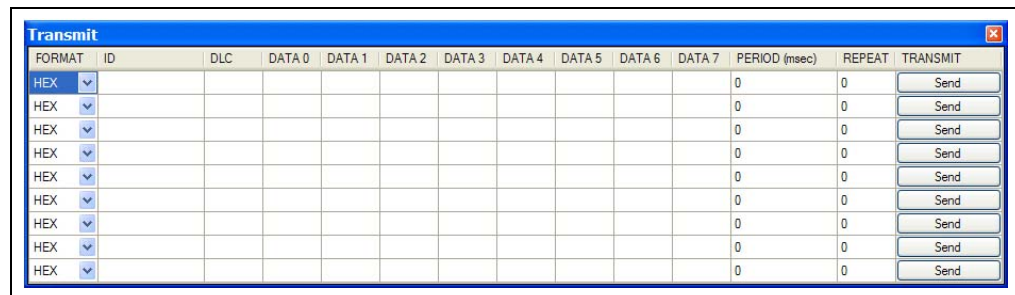 Transmit
FORMAT ID DLC DATA 0 DATA 1 DATA 2 DATA 3 DATA 4 DATA 5 DATA 6 DATA 7 PERIOD (msec) REPEAT TRANSMIT
HEX 0 0 Send
HEX 0 0 Send
HEX 0 0 Send
HEX 0 0 Send
HEX 0 0 Send
HEX 0 0 Send
HEX 0 0 Send
HEX 0 0 Send
HEX 0 0 Send